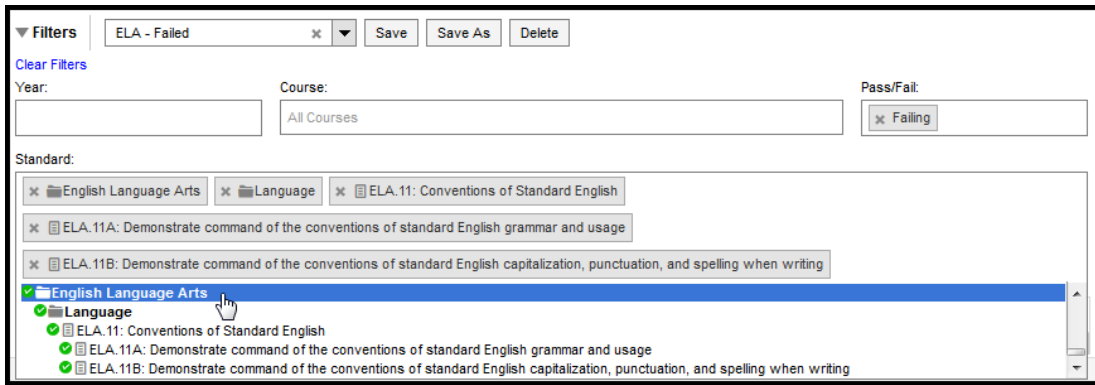 Filters ELA - Failed Save Save As Delete
Clear Filters
Year: Course: Pass/Fail:
All Courses Failing
Standard:
English Language Arts Language ELA.11: Conventions of Standard English
ELA.11A: Demonstrate command of the conventions of standard English grammar and usage
ELA.11B: Demonstrate command of the conventions of standard English capitalization, punctuation, and spelling when writing
English Language Arts
Language
ELA.11: Conventions of Standard English
ELA.11A: Demonstrate command of the conventions of standard English grammar and usage
ELA.11B: Demonstrate command of the conventions of standard English capitalization, punctuation, and spelling when writing